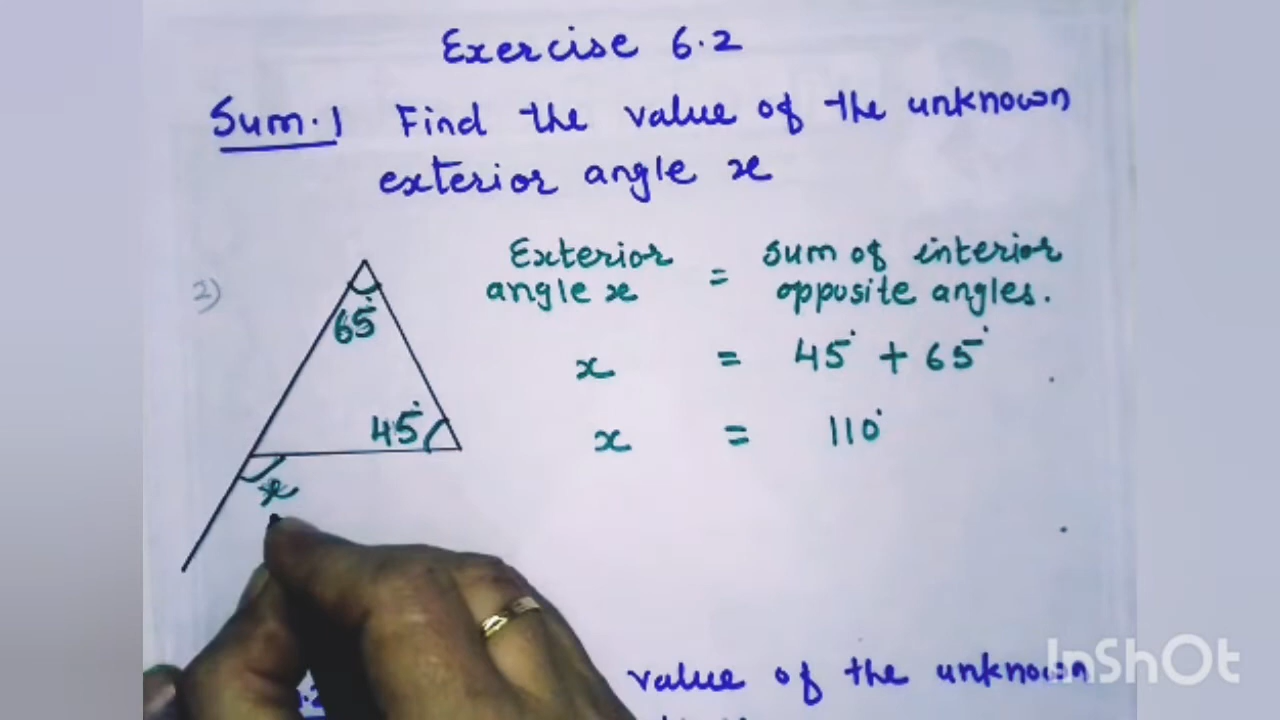 Exercise 6.2
Sum.1 Find the value of the unknown
exterior angle x
2)
Exterior angle x = sum of interior opposite angles.
65°
x = 45° + 65°
45°
x = 110°
x
value of the unknown
InShOt